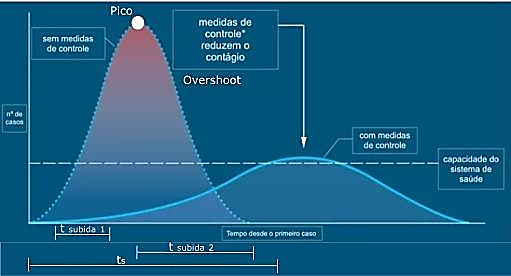 Pico
sem medidas
de controle
medidas de
controle*
reduzem o
contágio
Overshoot
nº de
casos
com medidas
de controle
capacidade do
sistema de
saúde
t subida 1
Tempo desde o primeiro caso
t subida 2
ts